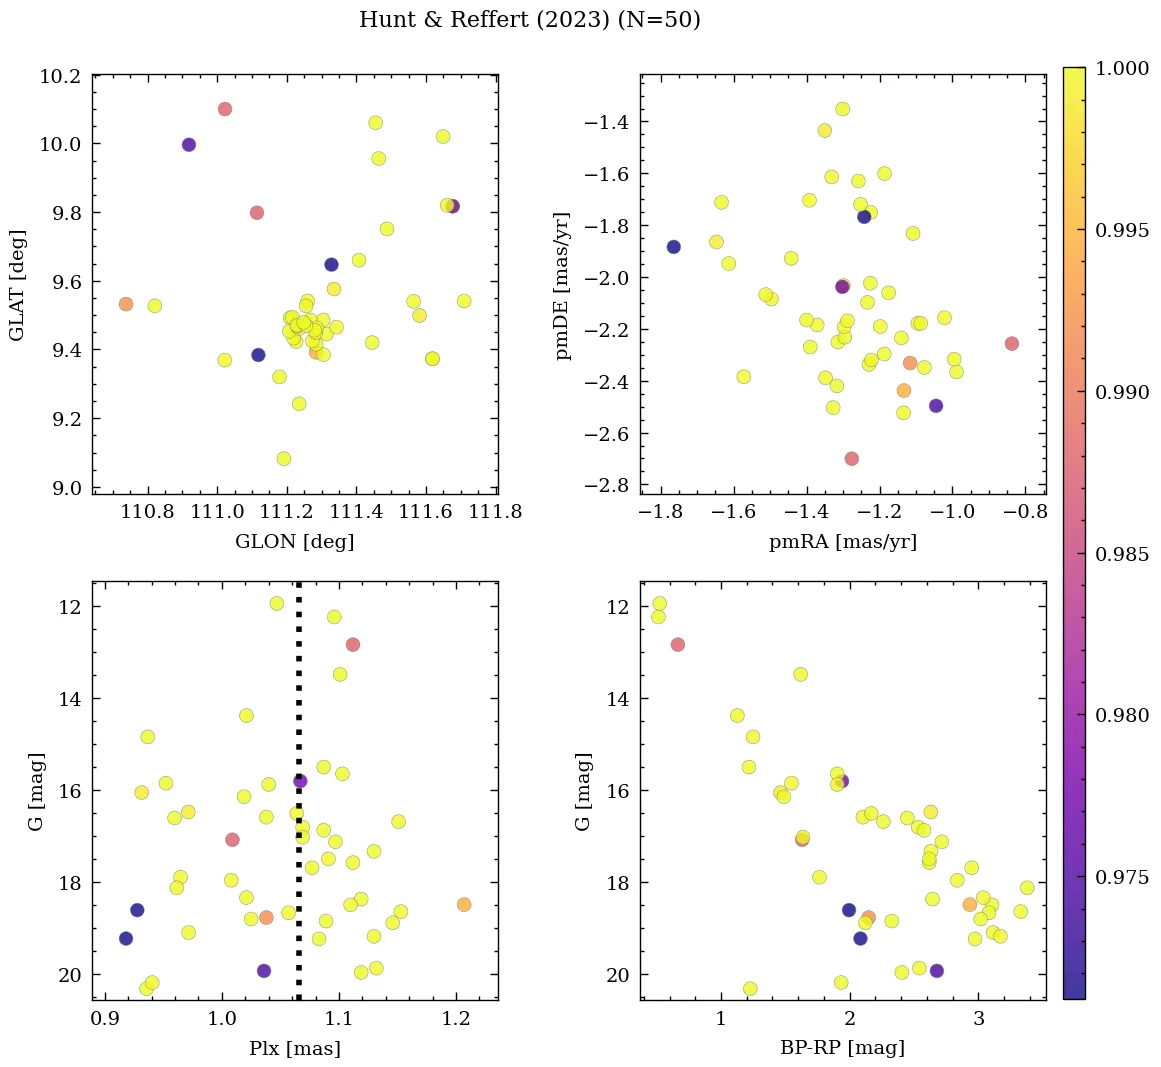 Hunt & Reffert (2023) (N=50)
10.2
10.0
9.8
9.6
9.4
9.2
9.0
GLAT [deg]
110.8 111.0 111.2 111.4 111.6 111.8
GLON [deg]
−1.4
−1.6
−1.8
−2.0
−2.2
−2.4
−2.6
−2.8
pmDE [mas/yr]
−1.8 −1.6 −1.4 −1.2 −1.0 −0.8
pmRA [mas/yr]
1.000
0.995
0.990
0.985
0.980
0.975
12
14
16
18
20
G [mag]
0.9 1.0 1.1 1.2
Plx [mas]
12
14
16
18
20
G [mag]
1 2 3
BP-RP [mag]